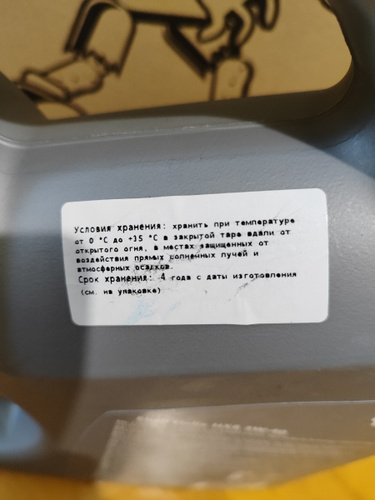 Условия хранения: хранить при температуре
от 0 °C до +35 °C в закрытой таре вдали от
открытого огня, в местах защищенных от
воздействия прямых солнечных лучей и
атмосферных осадков.
Срок хранения: 4 года с даты изготовления
(см. на упаковке)